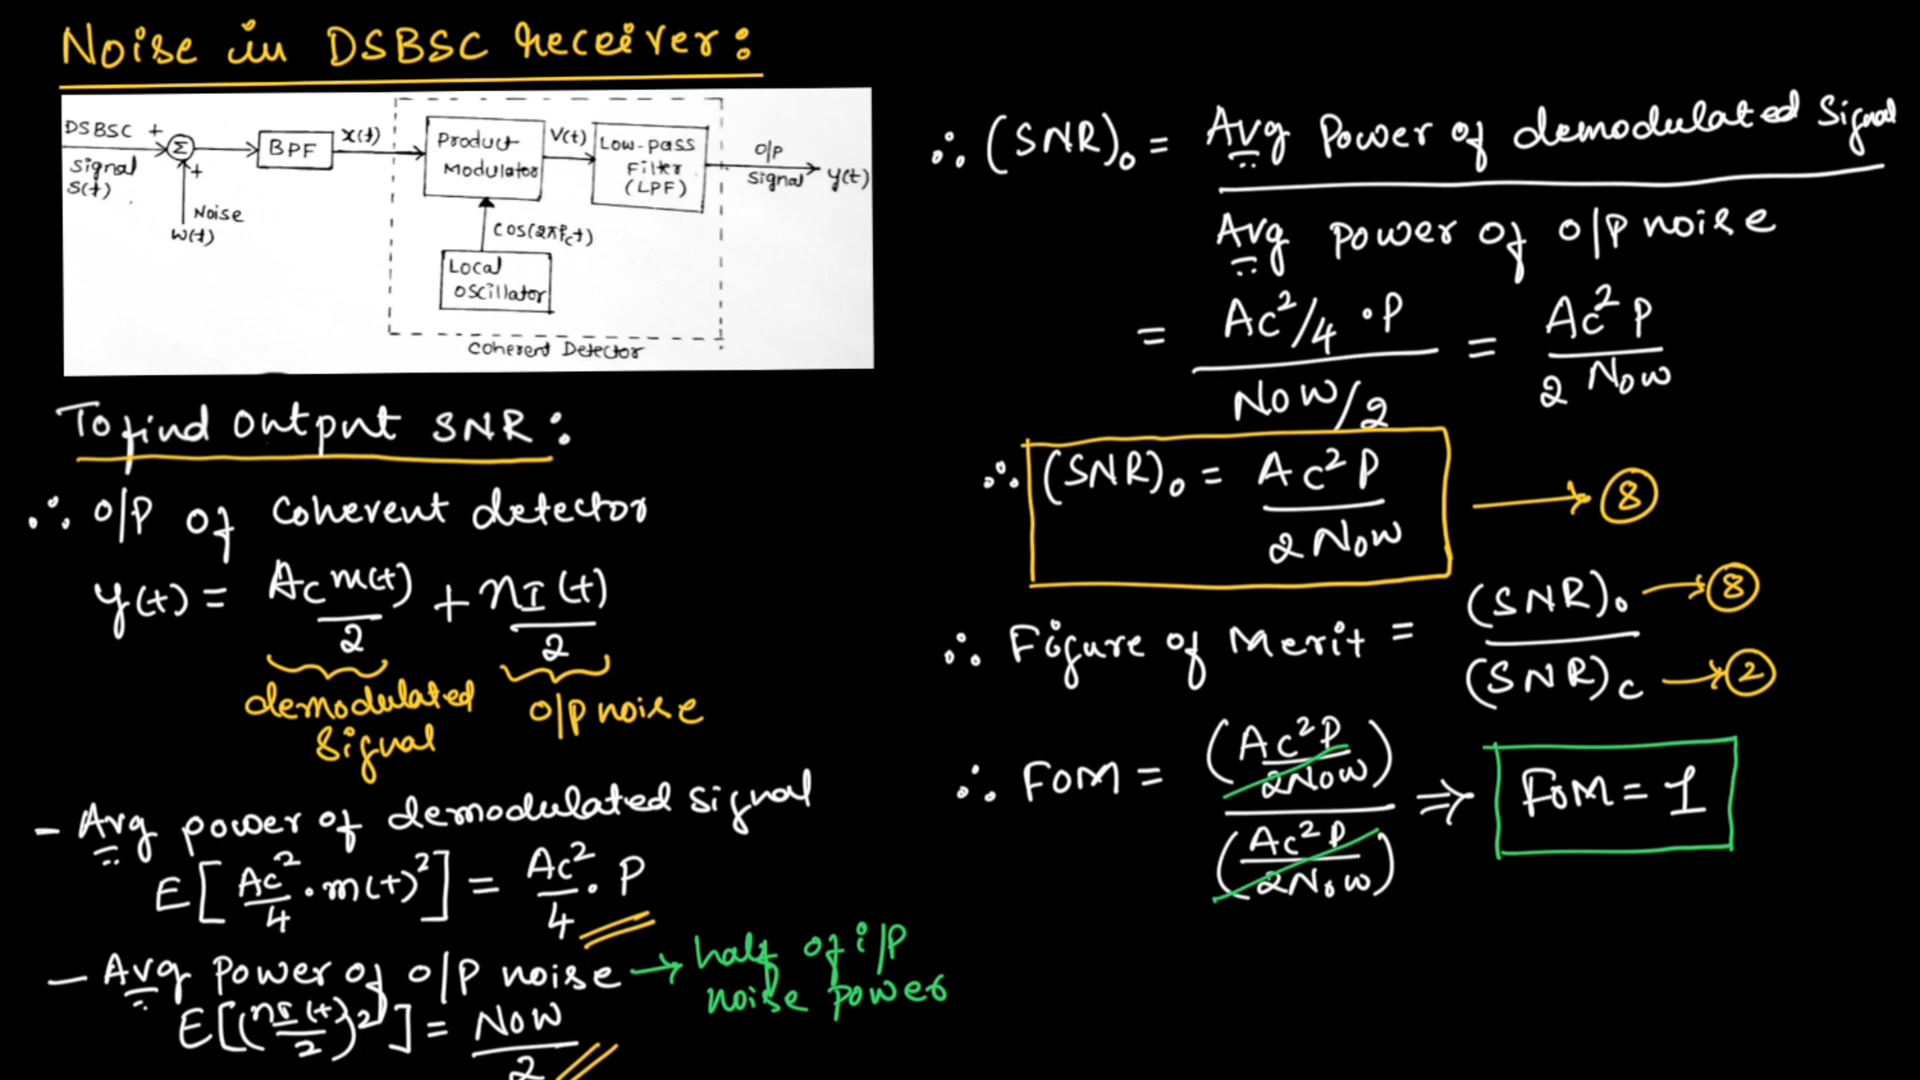 Noise in DSBSC Receiver:
DSBSC +
Signal
S(t)
Σ
+
Noise
W(t)
BPF
X(t)
Product
Modulator
V(t)
Low-pass
Filter
(LPF)
O/P
Signal
y(t)
cos(2πfct)
Local
Oscillator
Coherent Detector
To find Output SNR:
∴ O/P of Coherent detector
y(t) = Ac m(t)/2 + nI(t)/2
demodulated
Signal
O/P noise
- Avg power of demodulated signal
E[Ac²/4 · m(t)²] = Ac²/4 · P
- Avg Power of O/P noise → half of i/P
noise power
E[(nI(t)/2)²] = N0W/2
∴ (SNR)o = Avg Power of demodulated Signal
Avg power of O/P noise
= Ac²/4 · P / N0W/2 = Ac²P / 2N0W
∴ (SNR)o = Ac²P / 2N0W → 8
∴ Figure of Merit = (SNR)o → 8
(SNR)c → 2
∴ FOM = (Ac²P / 2N0W) / (Ac²P / 2N0W) ⇒ FOM = 1